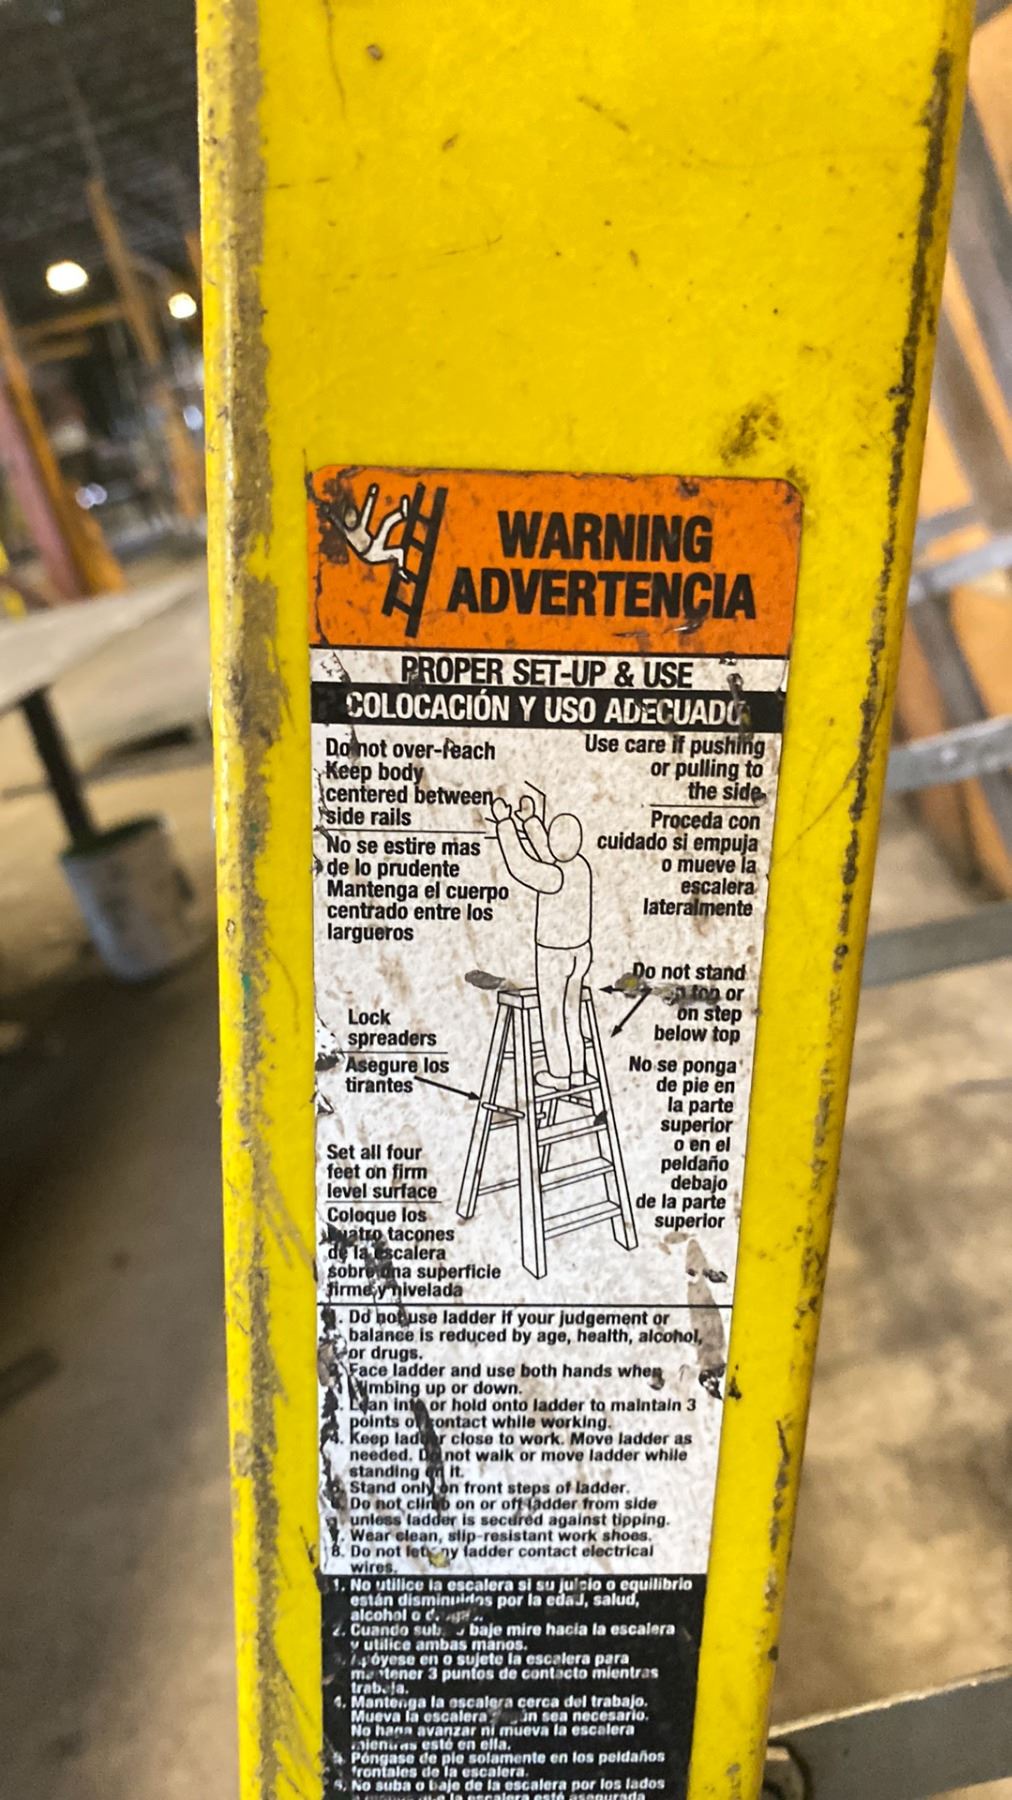 WARNING
ADVERTENCIA
PROPER SET-UP & USE
COLOCACIÓN Y USO ADECUADO
Do not over-reach
Keep body
centered between
side rails
No se estire mas
de lo prudente
Mantenga el cuerpo
centrado entre los
largueros
Use care if pushing
or pulling to
the side
Proceda con
cuidado si empuja
o mueve la
escalera
lateralmente
Lock
spreaders
Asegure los
tirantes
Do not stand
on top or
on step
below top
No se ponga
de pie en
la parte
superior
o en el
peldaño
debajo
de la parte
superior
Set all four
feet on firm
level surface
Coloque los
cuatro tacones
de la escalera
sobre una superficie
firme y nivelada
1. Do not use ladder if your judgement or
balance is reduced by age, health, alcohol,
or drugs.
2. Face ladder and use both hands when
climbing up or down.
3. Lean into or hold onto ladder to maintain 3
points of contact while working.
4. Keep ladder close to work. Move ladder as
needed. Do not walk or move ladder while
standing on it.
5. Stand only on front steps of ladder.
6. Do not climb on or off ladder from side
unless ladder is secured against tipping.
7. Wear clean, slip-resistant work shoes.
8. Do not let any ladder contact electrical
wires.
1. No utilice la escalera si su juicio o equilibrio
están disminuidos por la edad, salud,
alcohol o
2. Cuando baje mire hacia la escalera
y utilice ambas manos.
Apóyese en o sujete la escalera para
mantener 3 puntos de contacto mientras
trabaja.
4. Mantenga la escalera cerca del trabajo.
Mueva la escalera sea necesario.
No haga avanzar ni mueva la escalera
mientras esté en ella.
5. Póngase de pie solamente en los peldaños
frontales de la escalera.
6. No suba o baje de la escalera por los lados
la escalera esté asegurada